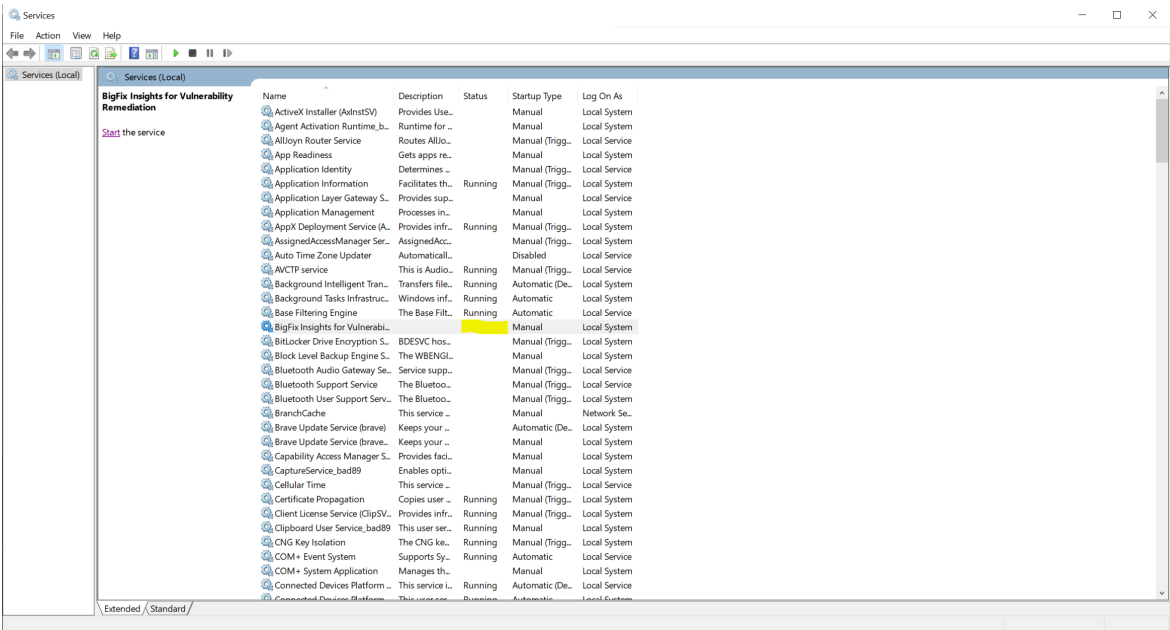 Services
File Action View Help
Services (Local)
Services (Local)
BigFix Insights for Vulnerability
Remediation
Start the service
Name Description Status Startup Type Log On As
ActiveX Installer (AxInstSV) Provides Use... Manual Local System
Agent Activation Runtime_b... Runtime for ... Manual Local System
AllJoyn Router Service Routes AllJo... Manual (Trigg... Local Service
App Readiness Gets apps re... Manual Local System
Application Identity Determines ... Manual (Trigg... Local Service
Application Information Facilitates th... Running Manual (Trigg... Local System
Application Layer Gateway S... Provides sup... Manual Local Service
Application Management Processes in... Manual Local System
AppX Deployment Service (A... Provides infr... Running Manual (Trigg... Local System
AssignedAccessManager Ser... AssignedAcc... Manual (Trigg... Local System
Auto Time Zone Updater Automaticall... Disabled Local Service
AVCTP service This is Audio... Running Manual (Trigg... Local Service
Background Intelligent Tran... Transfers file... Running Automatic (De... Local System
Background Tasks Infrastruc... Windows inf... Running Automatic Local System
Base Filtering Engine The Base Filt... Running Automatic Local Service
BigFix Insights for Vulnerabi... Manual Local System
BitLocker Drive Encryption S... BDESVC hos... Manual (Trigg... Local System
Block Level Backup Engine S... The WBENGI... Manual Local System
Bluetooth Audio Gateway Se... Service supp... Manual (Trigg... Local Service
Bluetooth Support Service The Bluetoo... Manual (Trigg... Local Service
Bluetooth User Support Serv... The Bluetoo... Manual (Trigg... Local System
BranchCache This service ... Manual Network Se...
Brave Update Service (brave) Keeps your ... Automatic (De... Local System
Brave Update Service (brave... Keeps your ... Manual Local System
Capability Access Manager S... Provides faci... Manual Local System
CaptureService_bad89 Enables opti... Manual Local System
Cellular Time This service ... Manual (Trigg... Local Service
Certificate Propagation Copies user ... Running Manual (Trigg... Local System
Client License Service (ClipSV... Provides infr... Running Manual (Trigg... Local System
Clipboard User Service_bad89 This user ser... Running Manual Local System
CNG Key Isolation The CNG ke... Running Manual (Trigg... Local System
COM+ Event System Supports Sy... Running Automatic Local Service
COM+ System Application Manages th... Manual Local System
Connected Devices Platform ... This service i... Running Automatic (De... Local Service
Connected Devices Platform ... This user ser... Running Automatic Local System
Extended Standard